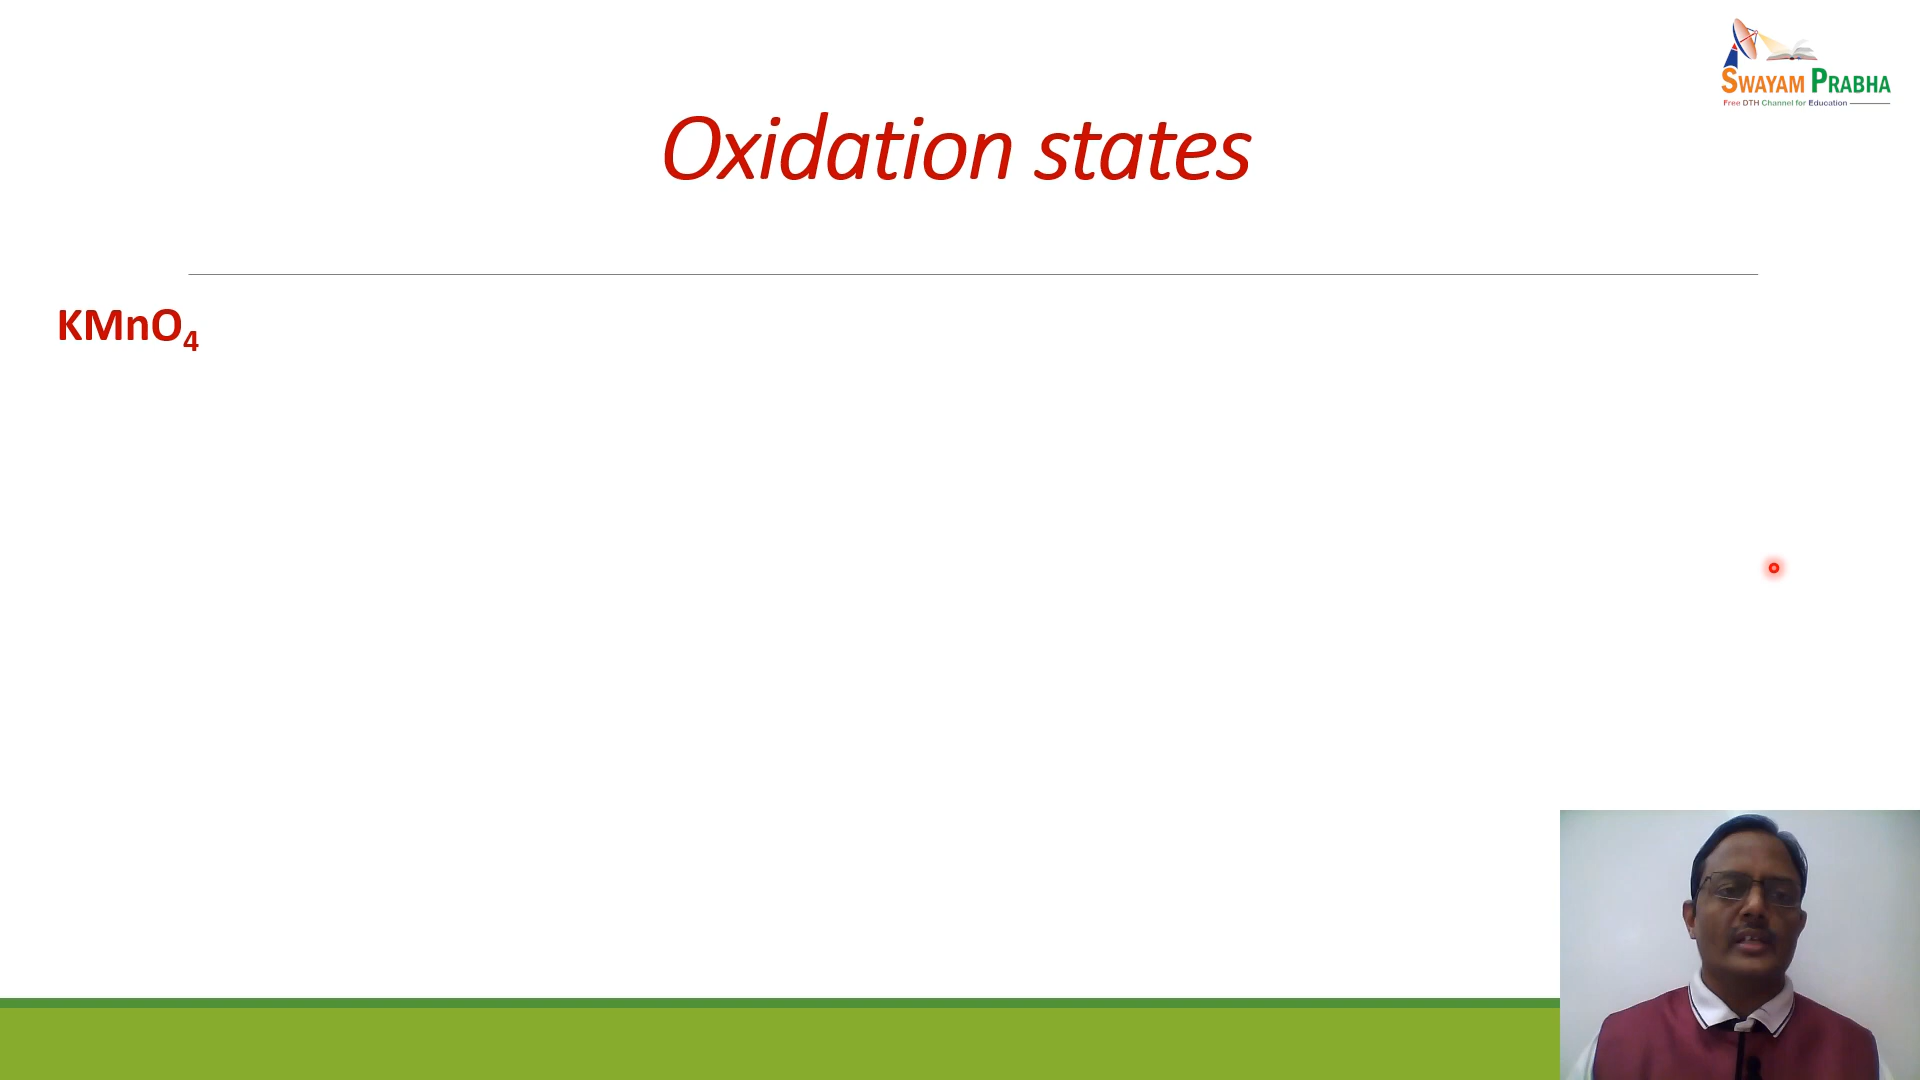 SWAYAM PRABHA
Free DTH Channel for Education
Oxidation states
KMnO₄